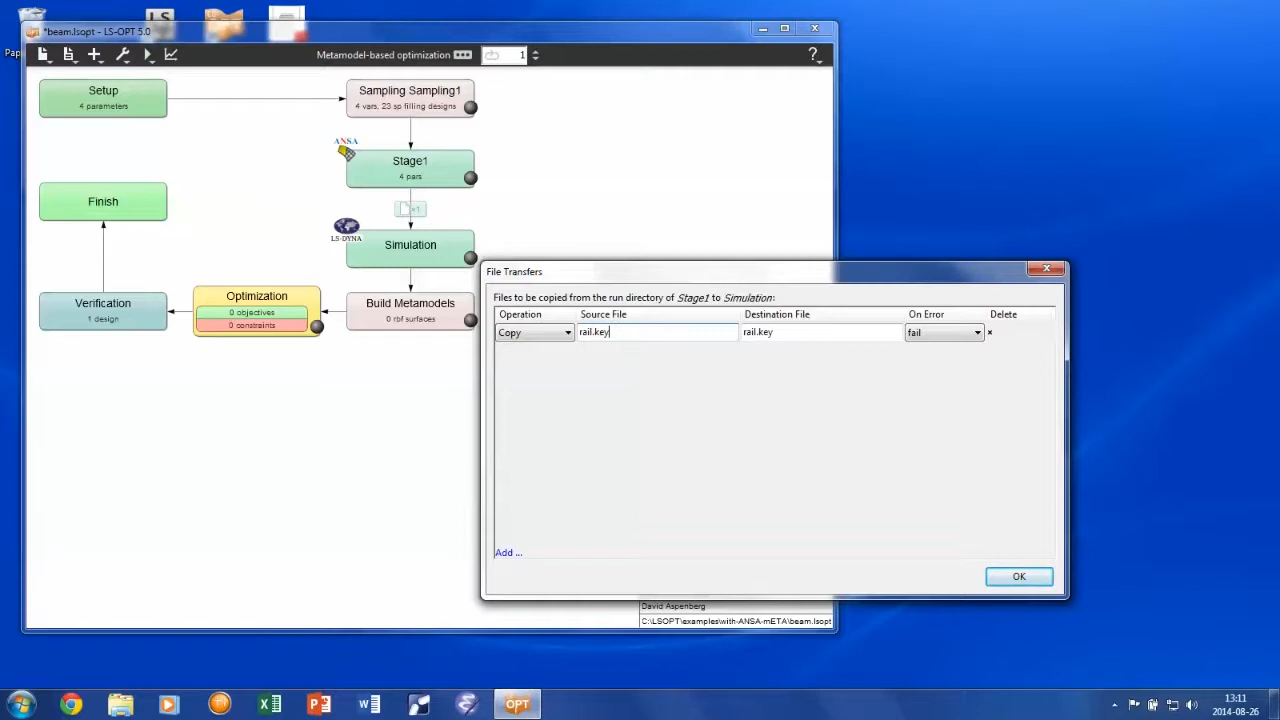 Pap
LS
*beam.lsopt - LS-OPT 5.0
Metamodel-based optimization
1
?
Setup
4 parameters
Sampling Sampling1
4 vars, 23 sp filling designs
ANSA
Stage1
4 pars
x1
Finish
LS-DYNA
Simulation
Verification
1 design
Optimization
0 objectives
0 constraints
Build Metamodels
0 rbf surfaces
File Transfers
Files to be copied from the run directory of Stage1 to Simulation:
Operation Source File Destination File On Error Delete
Copy rail.key rail.key fail ×
Add ...
OK
David Aspenberg
C:\LSOPT\examples\with-ANSA-mETA\beam.lsopt
OPT
13:11
2014-08-26